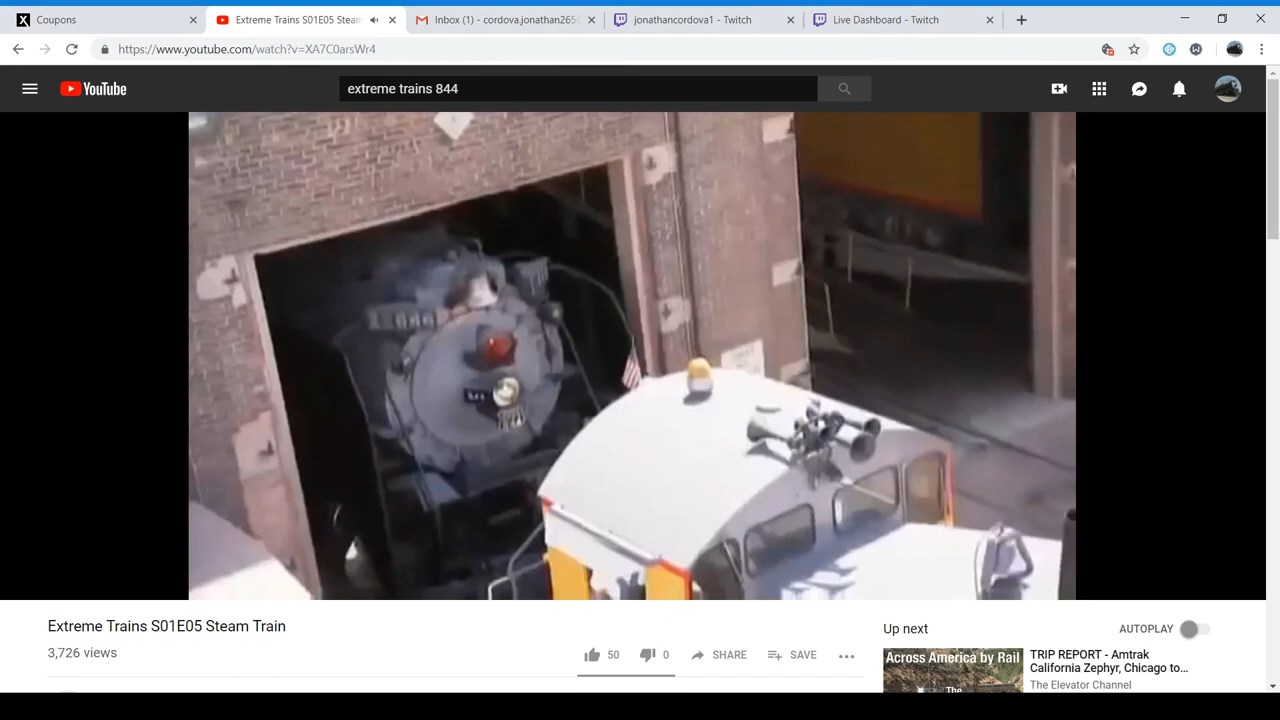 Coupons
Extreme Trains S01E05 Steam
Inbox (1) - cordova.jonathan265
jonathancordova1 - Twitch
Live Dashboard - Twitch
https://www.youtube.com/watch?v=XA7C0arsWr4
YouTube
extreme trains 844
Extreme Trains S01E05 Steam Train
3,726 views
50
0
SHARE
SAVE
Up next
AUTOPLAY
Across America by Rail
The
TRIP REPORT - Amtrak
California Zephyr, Chicago to...
The Elevator Channel